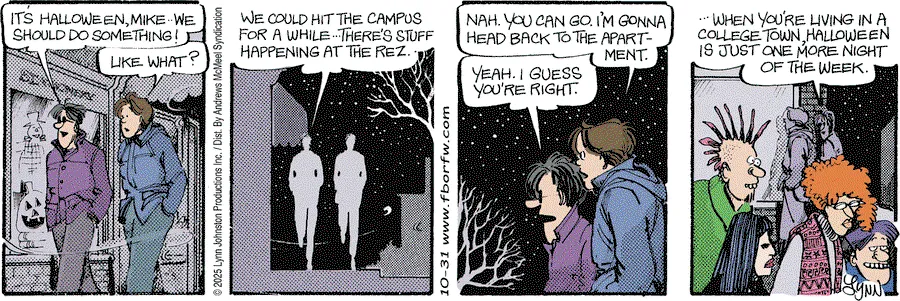 IT'S HALLOWEEN, MIKE...WE
SHOULD DO SOMETHING!
LIKE WHAT?
© 2025 Lynn Johnston Productions Inc. / Dist. By Andrews McMeel Syndication
WE COULD HIT THE CAMPUS
FOR A WHILE...THERE'S STUFF
HAPPENING AT THE REZ.
NAH. YOU CAN GO. I'M GONNA
HEAD BACK TO THE APART-
MENT.
YEAH. I GUESS
YOU'RE RIGHT.
10-31 www.fborfw.com
...WHEN YOU'RE LIVING IN A
COLLEGE TOWN, HALLOWEEN
IS JUST ONE MORE NIGHT
OF THE WEEK.
LYNN